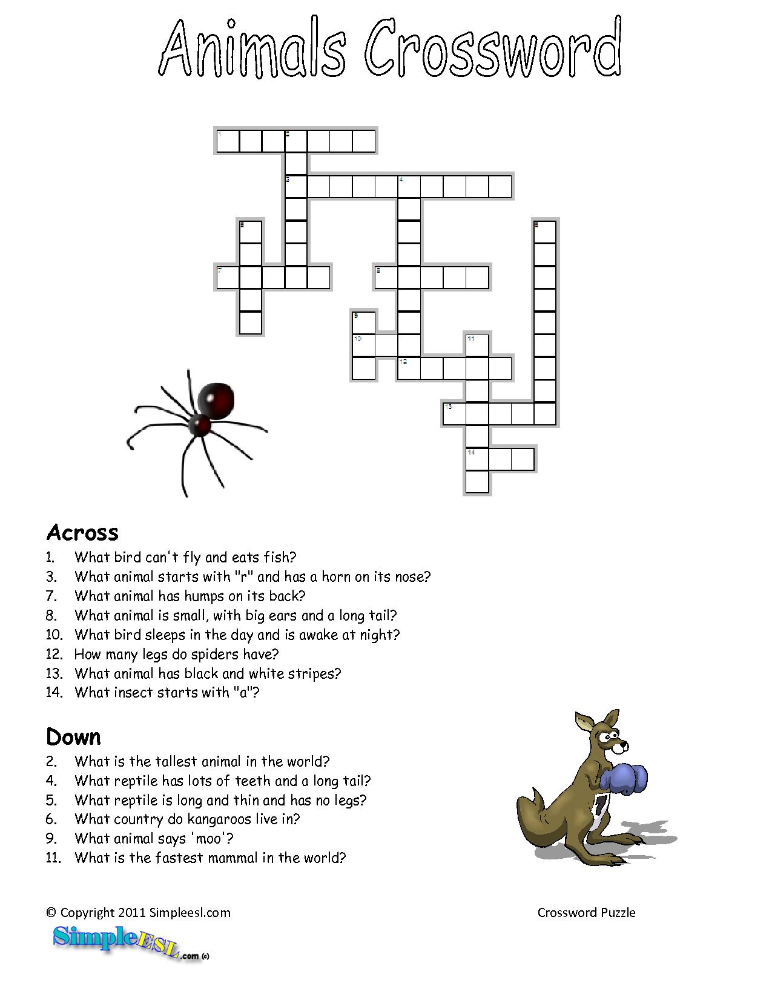 Animals Crossword
1 2
3 4
5 6
7 8
9
10 11
12
13
14
Across
1. What bird can't fly and eats fish?
3. What animal starts with "r" and has a horn on its nose?
7. What animal has humps on its back?
8. What animal is small, with big ears and a long tail?
10. What bird sleeps in the day and is awake at night?
12. How many legs do spiders have?
13. What animal has black and white stripes?
14. What insect starts with "a"?
Down
2. What is the tallest animal in the world?
4. What reptile has lots of teeth and a long tail?
5. What reptile is long and thin and has no legs?
6. What country do kangaroos live in?
9. What animal says 'moo'?
11. What is the fastest mammal in the world?
© Copyright 2011 Simpleesl.com Crossword Puzzle
SimpleESL.com (c)